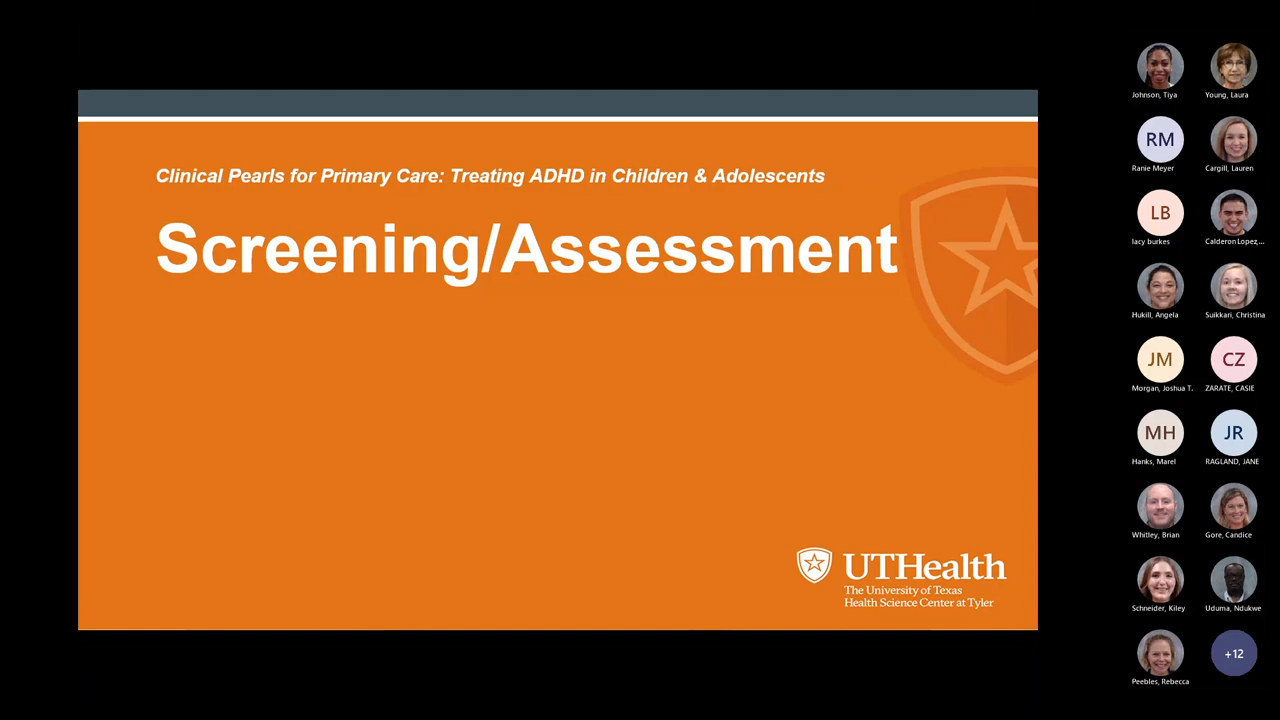 Clinical Pearls for Primary Care: Treating ADHD in Children & Adolescents
Screening/Assessment
UTHealth
The University of Texas
Health Science Center at Tyler
Johnson, Tiya
Young, Laura
RM
Ranie Meyer
Cargill, Lauren
LB
lacy burkes
Calderon Lopez,...
Hukill, Angela
Suikkari, Christina
JM
Morgan, Joshua T.
CZ
ZARATE, CASIE
MH
Hanks, Marel
JR
RAGLAND, JANE
Whitley, Brian
Gore, Candice
Schneider, Kiley
Uduma, Ndukwe
Peebles, Rebecca
+12